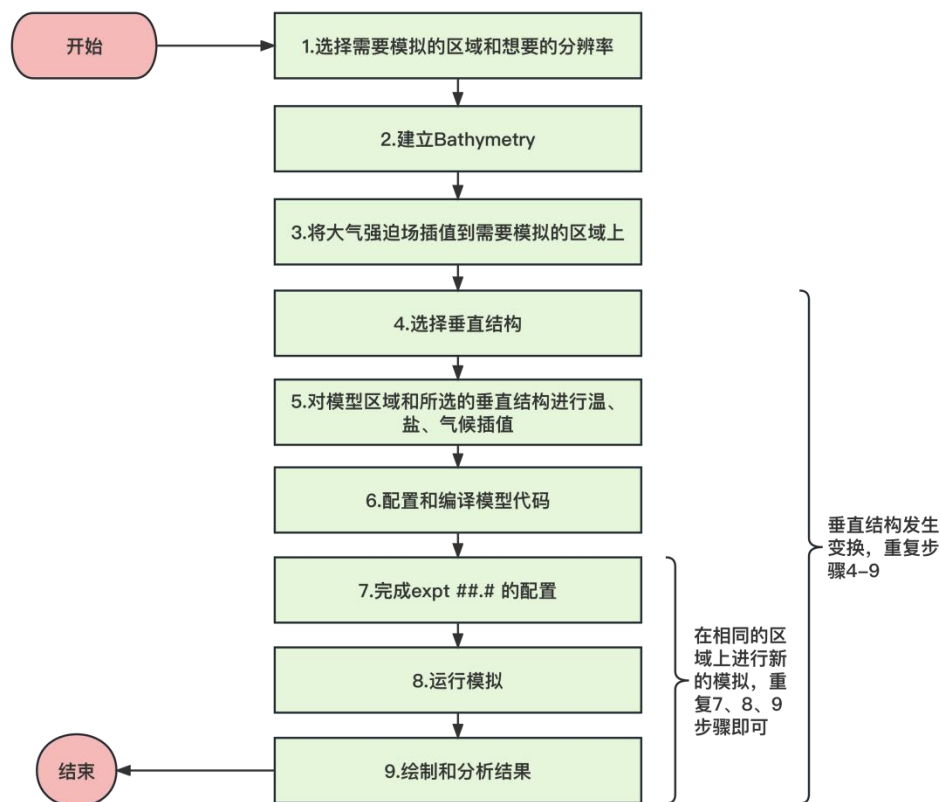 开始
1.选择需要模拟的区域和想要的分辨率
2.建立Bathymetry
3.将大气强迫场插值到需要模拟的区域上
4.选择垂直结构
5.对模型区域和所选的垂直结构进行温、
盐、气候插值
6.配置和编译模型代码
7.完成expt ##.# 的配置
8.运行模拟
9.绘制和分析结果
结束
在相同的区
域上进行新
的模拟，重
复7、8、9
步骤即可
垂直结构发生
变换，重复步
骤4-9